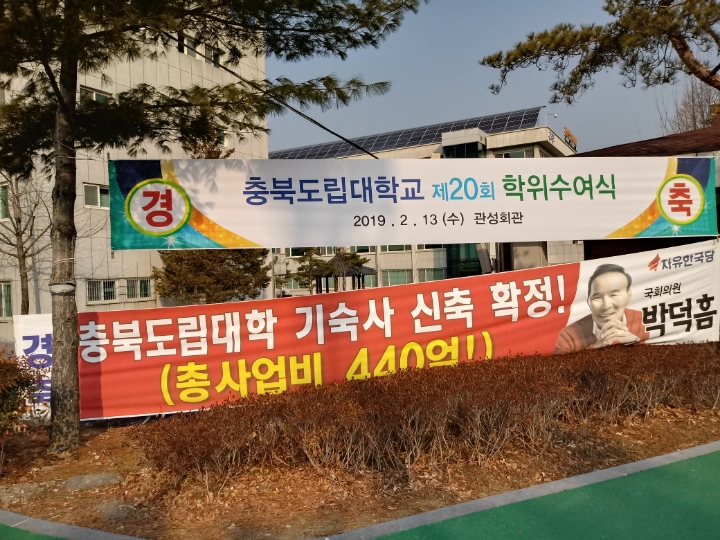 경 축
충북도립대학교 제20회 학위수여식
2019 . 2 . 13 (수) 관성회관
충북도립대학 기숙사 신축 확정!
(총사업비 440억!)
자유한국당
국회의원
박덕흠
경
축